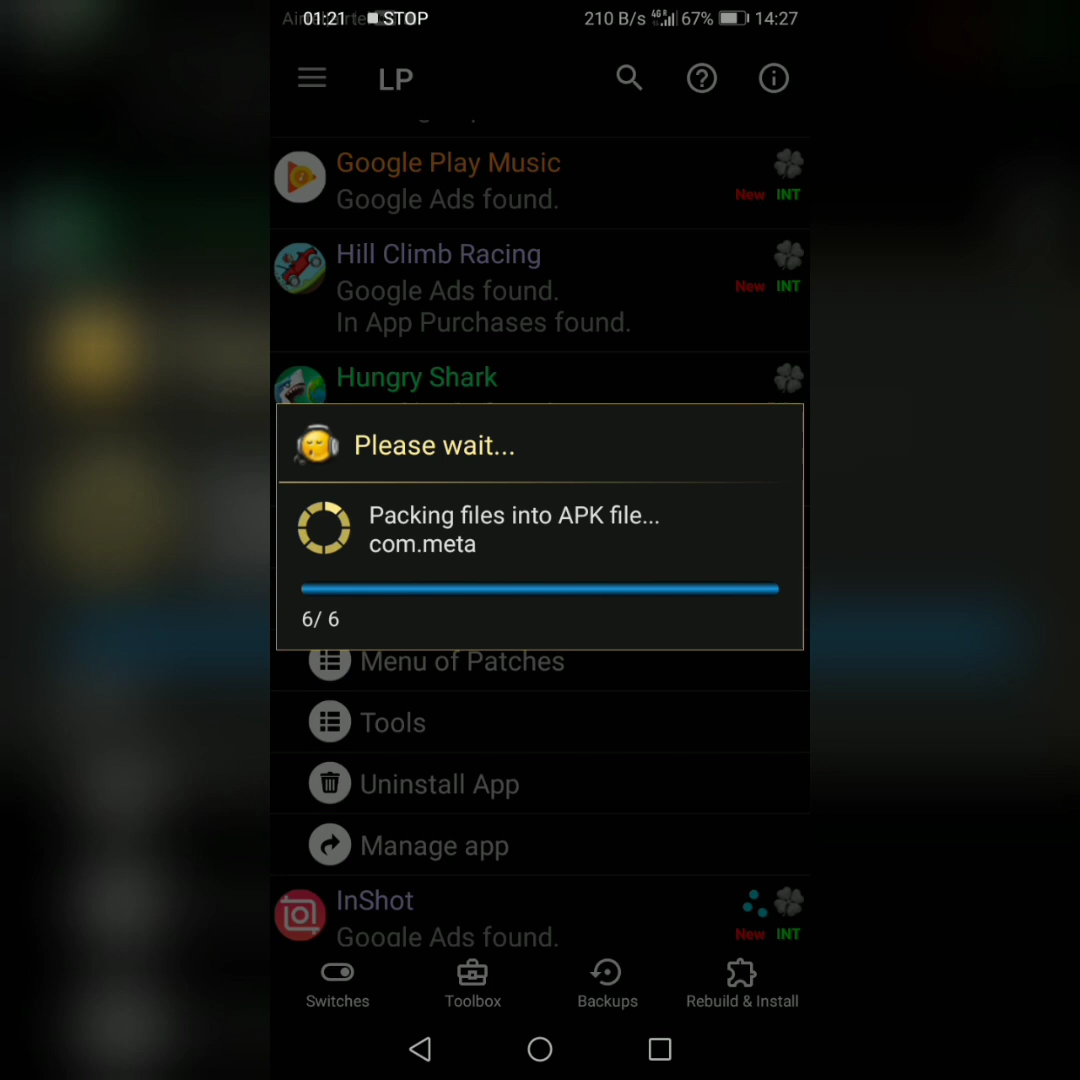 01:21 STOP 210 B/s 67% 14:27
LP
Google Play Music
Google Ads found.
New INT
Hill Climb Racing
Google Ads found.
In App Purchases found.
New INT
Hungry Shark
Please wait...
Packing files into APK file...
com.meta
6/ 6
Menu of Patches
Tools
Uninstall App
Manage app
InShot
Google Ads found.
New INT
Switches Toolbox Backups Rebuild & Install